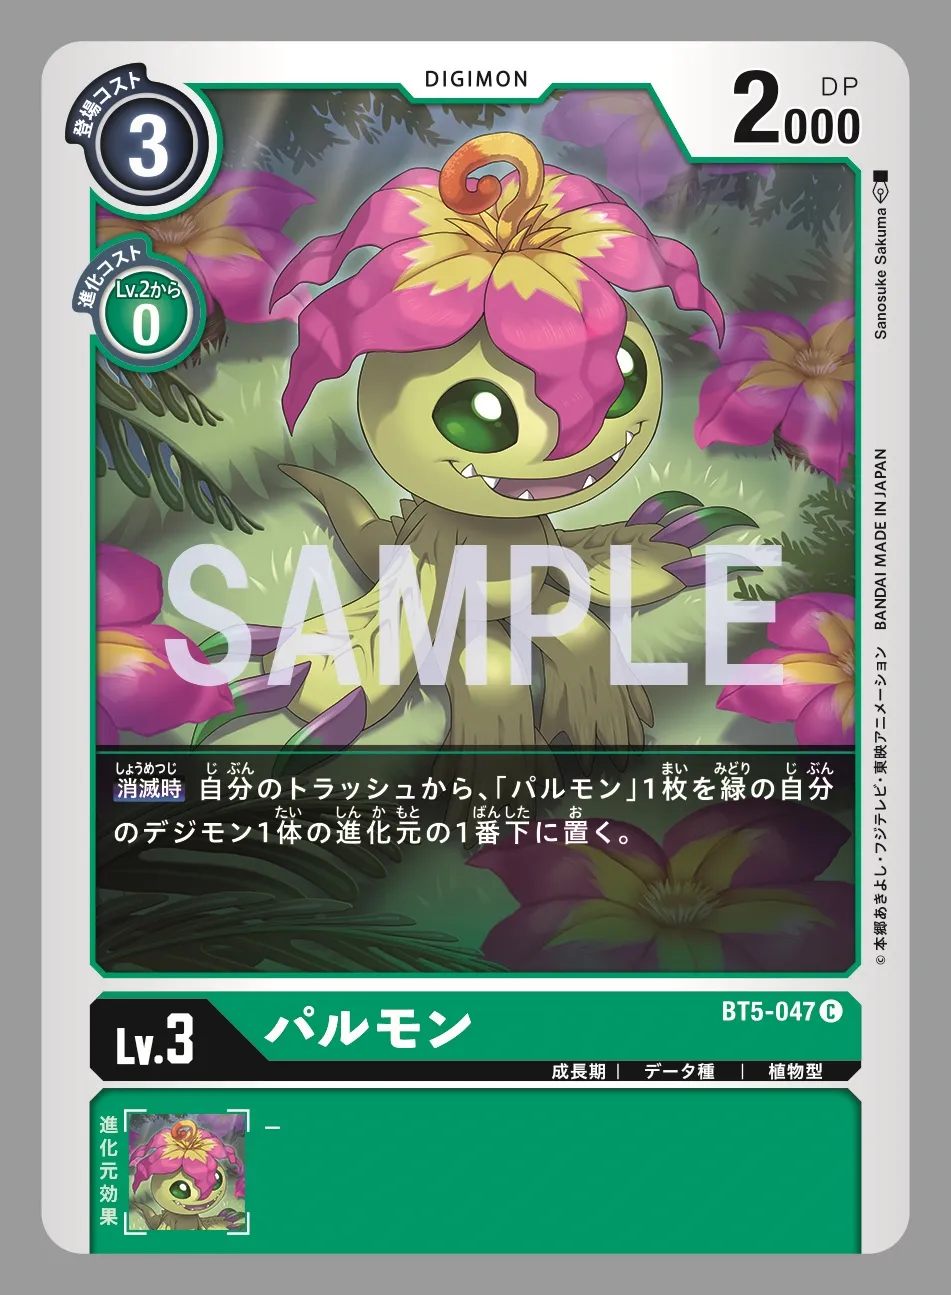 DIGIMON
登場コスト
3
2000
DP
進化コスト
Lv.2から
0
Sanosuke Sakuma
BANDAI MADE IN JAPAN
©本郷あきよし・フジテレビ・東映アニメーション
SAMPLE
しょうめつじ じ ぶん まい みどり じ ぶん
消滅時 自分のトラッシュから、「パルモン」1枚を緑の自分
たい しん か もと ばん した お
のデジモン1体の進化元の1番下に置く。
BT5-047 C
Lv.3
パルモン
成長期 | データ種 | 植物型
進化元効果
–